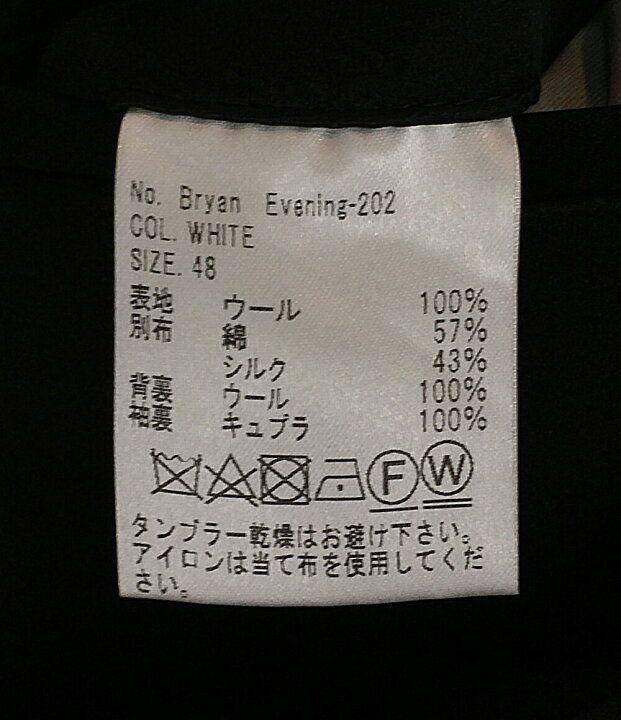 No. Bryan Evening-202
COL. WHITE
SIZE. 48
表地 ウール 100%
別布 綿 57%
シルク 43%
背裏 ウール 100%
袖裏 キュプラ 100%
F W
タンブラー乾燥はお避け下さい。
アイロンは当て布を使用してくだ
さい。